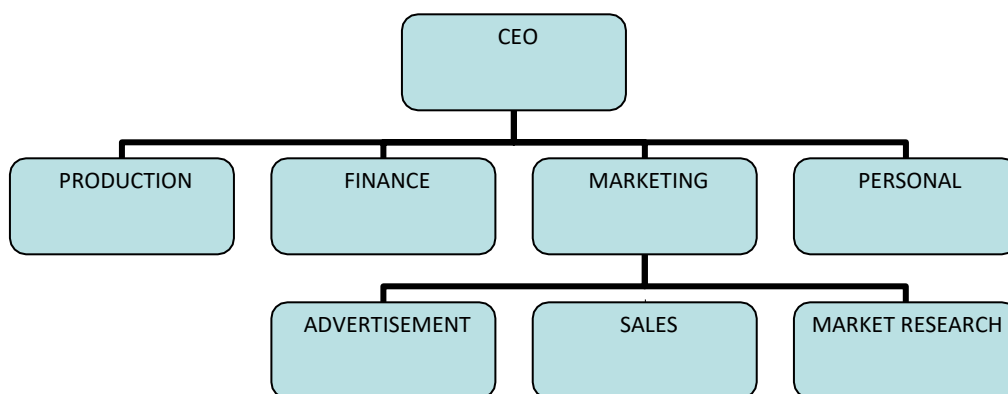 CEO
PRODUCTION
FINANCE
MARKETING
PERSONAL
ADVERTISEMENT
SALES
MARKET RESEARCH